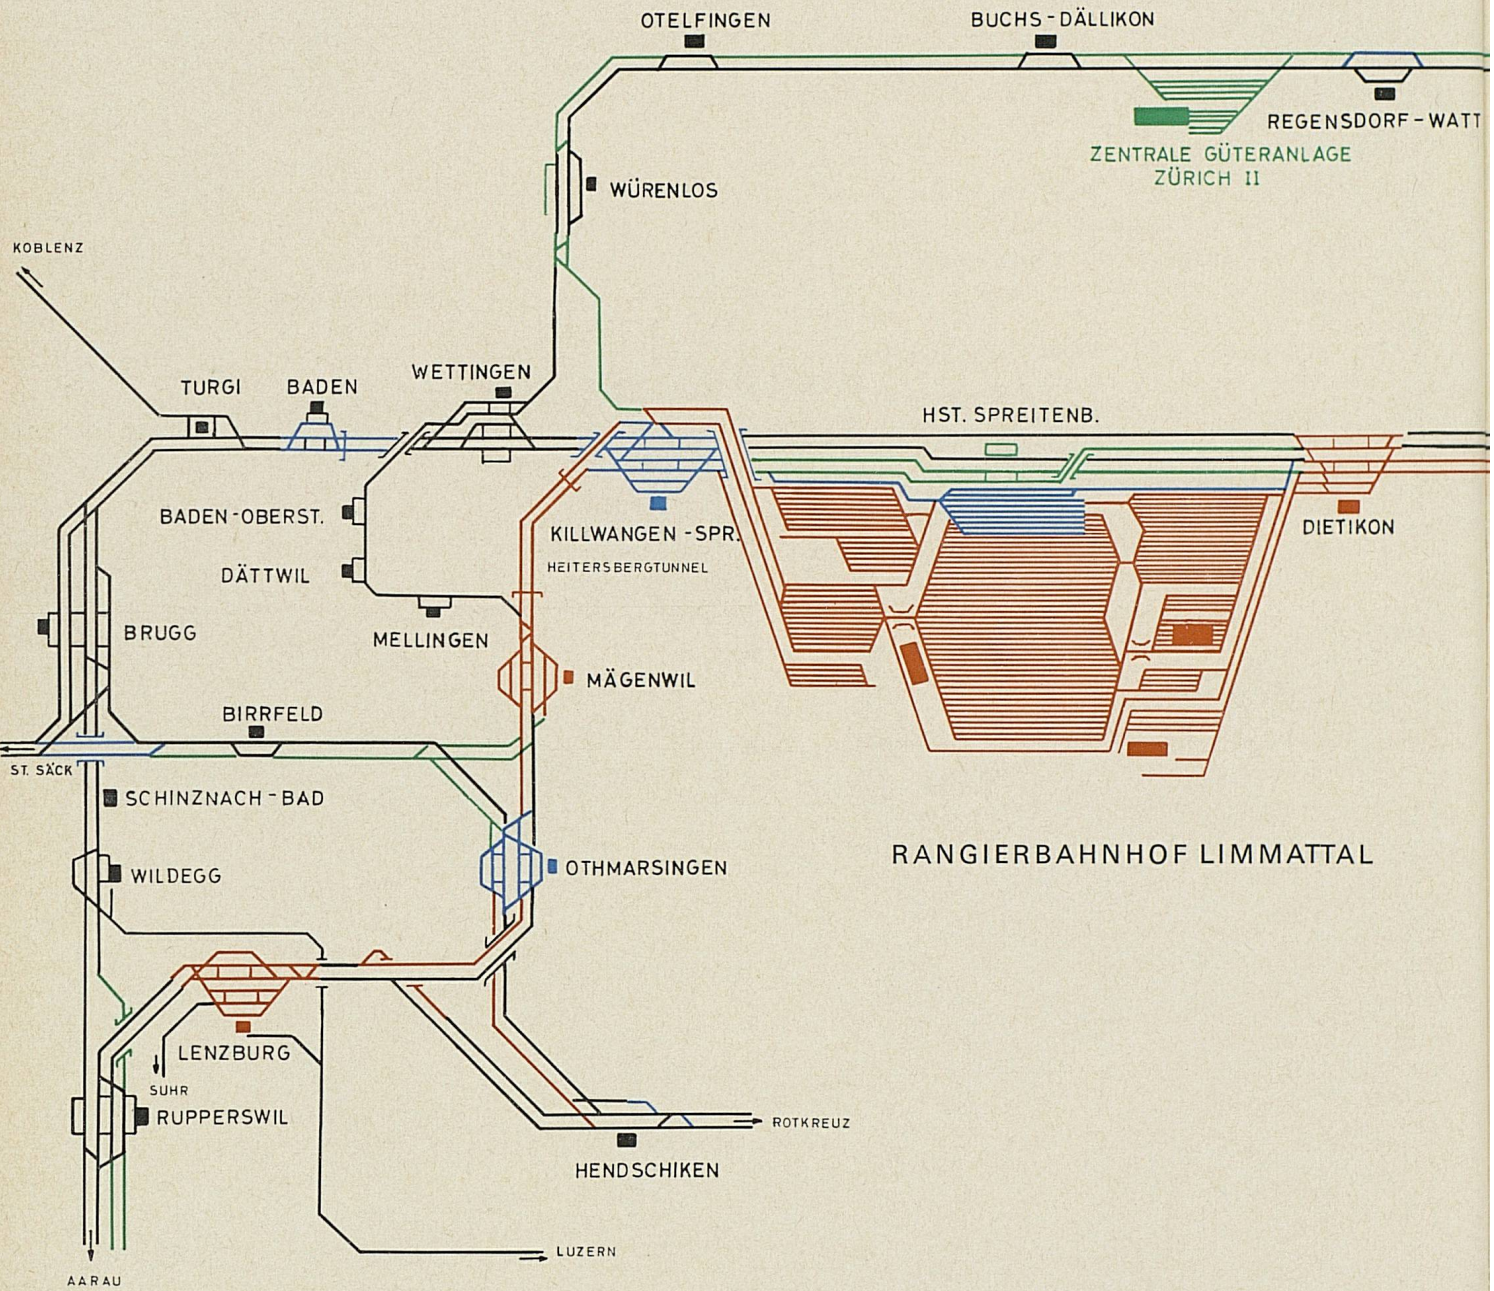 OTELFINGEN
BUCHS-DÄLLIKON
REGENSDORF-WATT
ZENTRALE GÜTERANLAGE
ZÜRICH II
WÜRENLOS
KOBLENZ
TURGI
BADEN
WETTINGEN
HST. SPREITENB.
BADEN-OBERST.
KILLWANGEN-SPR.
DIETIKON
HEITERSBERGTUNNEL
DÄTTWIL
BRUGG
MELLINGEN
MÄGENWIL
BIRRFELD
ST. SÄCK
SCHINZNACH-BAD
RANGIERBAHNHOF LIMMATTAL
WILDEGG
OTHMARSINGEN
LENZBURG
SUHR
RUPPERSWIL
ROTKREUZ
HENDSCHIKEN
LUZERN
AARAU